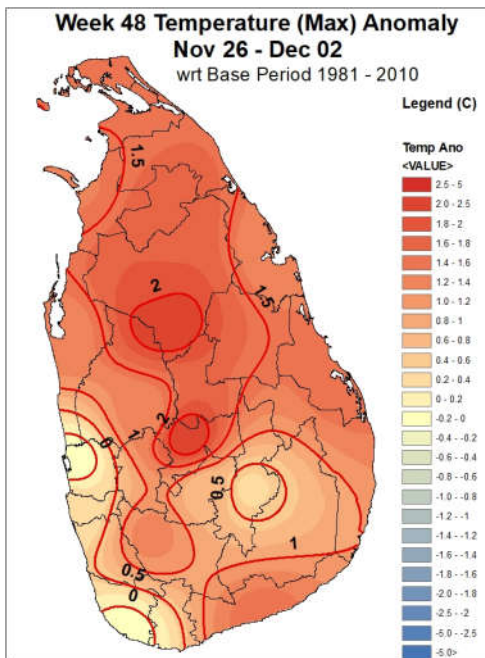 Week 48 Temperature (Max) Anomaly
Nov 26 - Dec 02
wrt Base Period 1981 - 2010
Legend (C)
Temp Ano
<VALUE>
2.5 - 5
2.0 - 2.5
1.8 - 2
1.6 - 1.8
1.4 - 1.6
1.2 - 1.4
1.0 - 1.2
0.8 - 1
0.6 - 0.8
0.4 - 0.6
0.2 - 0.4
0 - 0.2
-0.2 - 0
-0.4 - -0.2
-0.6 - -0.4
-0.8 - -0.6
-1.0 - -0.8
-1.2 - -1
-1.4 - -1.2
-1.6 - -1.4
-1.8 - -1.6
-2.0 - -1.8
-2.5 - -2
-5.0 - -2.5
-5.0>
1.5
2
1.5
2
1
0
0.5
1
0.5
0